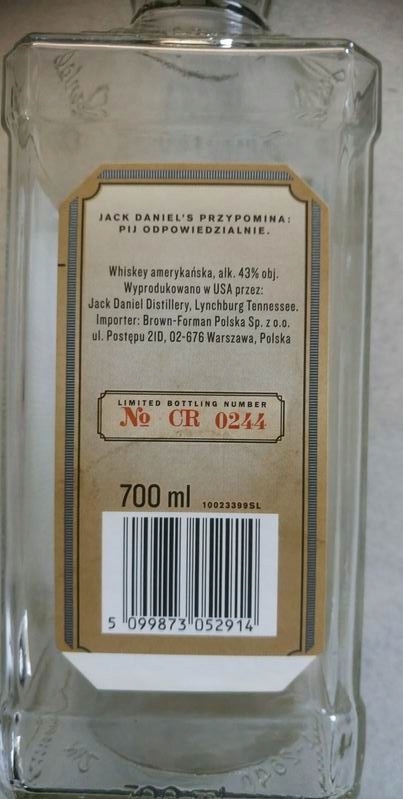 JACK DANIEL'S PRZYPOMINA:
PIJ ODPOWIEDZIALNIE.
Whiskey amerykańska, alk. 43% obj.
Wyprodukowano w USA przez:
Jack Daniel Distillery, Lynchburg Tennessee.
Importer: Brown-Forman Polska Sp. z o.o.
ul. Postępu 21D, 02-676 Warszawa, Polska
LIMITED BOTTLING NUMBER
No CR 0244
700 ml 10023399SL
5 099873 052914